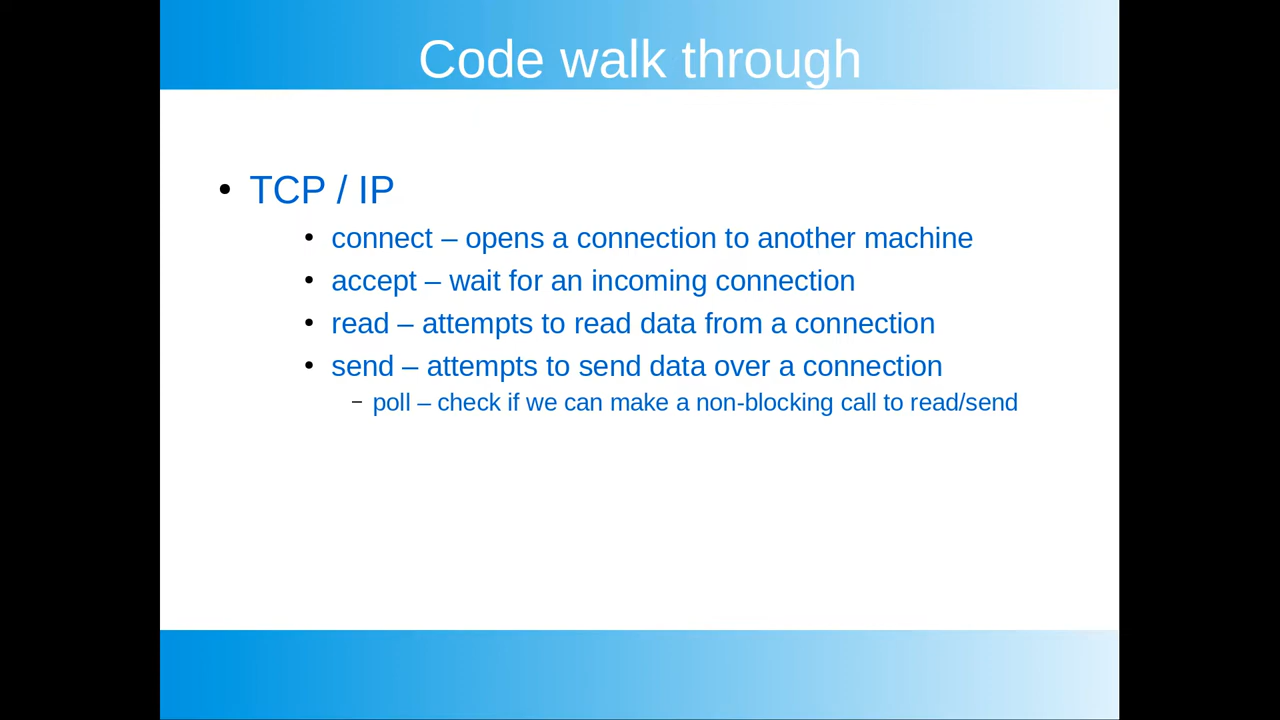 Code walk through
• TCP / IP
• connect – opens a connection to another machine
• accept – wait for an incoming connection
• read – attempts to read data from a connection
• send – attempts to send data over a connection
– poll – check if we can make a non-blocking call to read/send